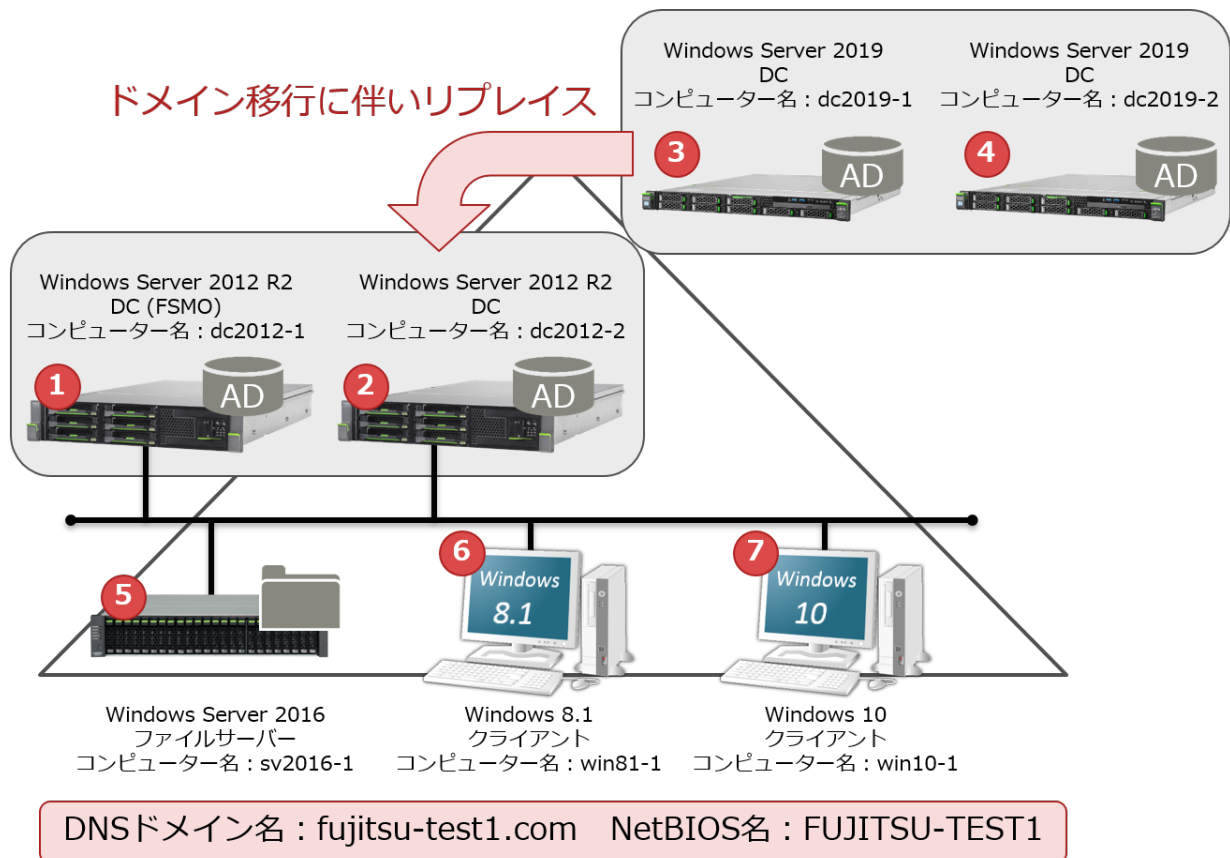 Windows Server 2019
DC
コンピューター名:dc2019-1
Windows Server 2019
DC
コンピューター名:dc2019-2
ドメイン移行に伴いリプレイス
3
AD
4
AD
Windows Server 2012 R2
DC (FSMO)
コンピューター名:dc2012-1
Windows Server 2012 R2
DC
コンピューター名:dc2012-2
1
AD
2
AD
5
6
Windows
8.1
7
Windows
10
Windows Server 2016
ファイルサーバー
コンピューター名:sv2016-1
Windows 8.1
クライアント
コンピューター名:win81-1
Windows 10
クライアント
コンピューター名:win10-1
DNSドメイン名:fujitsu-test1.com NetBIOS名:FUJITSU-TEST1